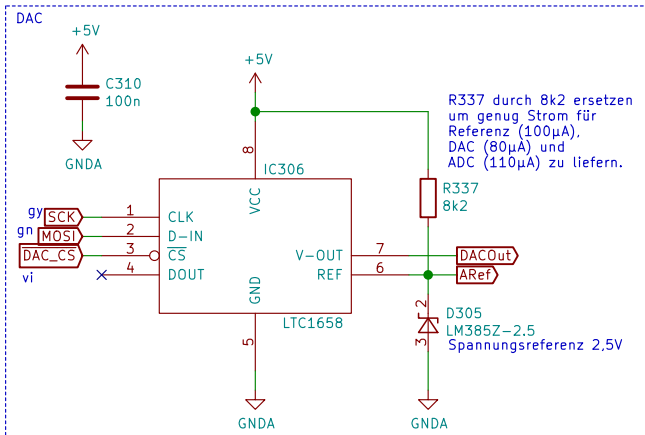 DAC
+5V
C310
100n
GNDA
+5V
R337 durch 8k2 ersetzen
um genug Strom für
Referenz (100µA),
DAC (80µA) und
ADC (110µA) zu liefern.
8
IC306
VCC
R337
8k2
gy SCK 1 CLK
gn MOSI 2 D-IN
DAC_CS 3 CS
vi
4 DOUT
V-OUT 7 DACOut
REF 6 ARef
GND
LTC1658
5
2
D305
LM385Z-2.5
3
Spannungsreferenz 2,5V
GNDA
GNDA